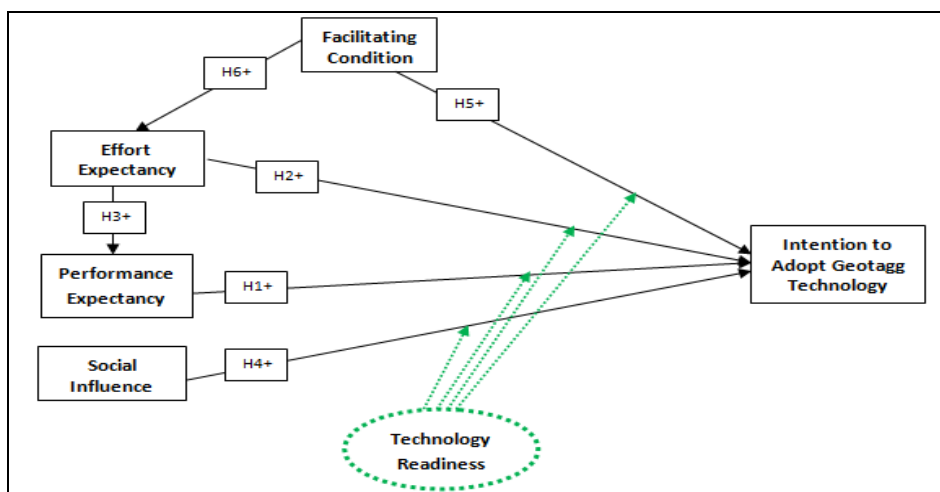 Facilitating
Condition
H6+
H5+
Effort
Expectancy
H2+
H3+
Intention to
Adopt Geotagg
Technology
Performance
Expectancy
H1+
Social
Influence
H4+
Technology
Readiness